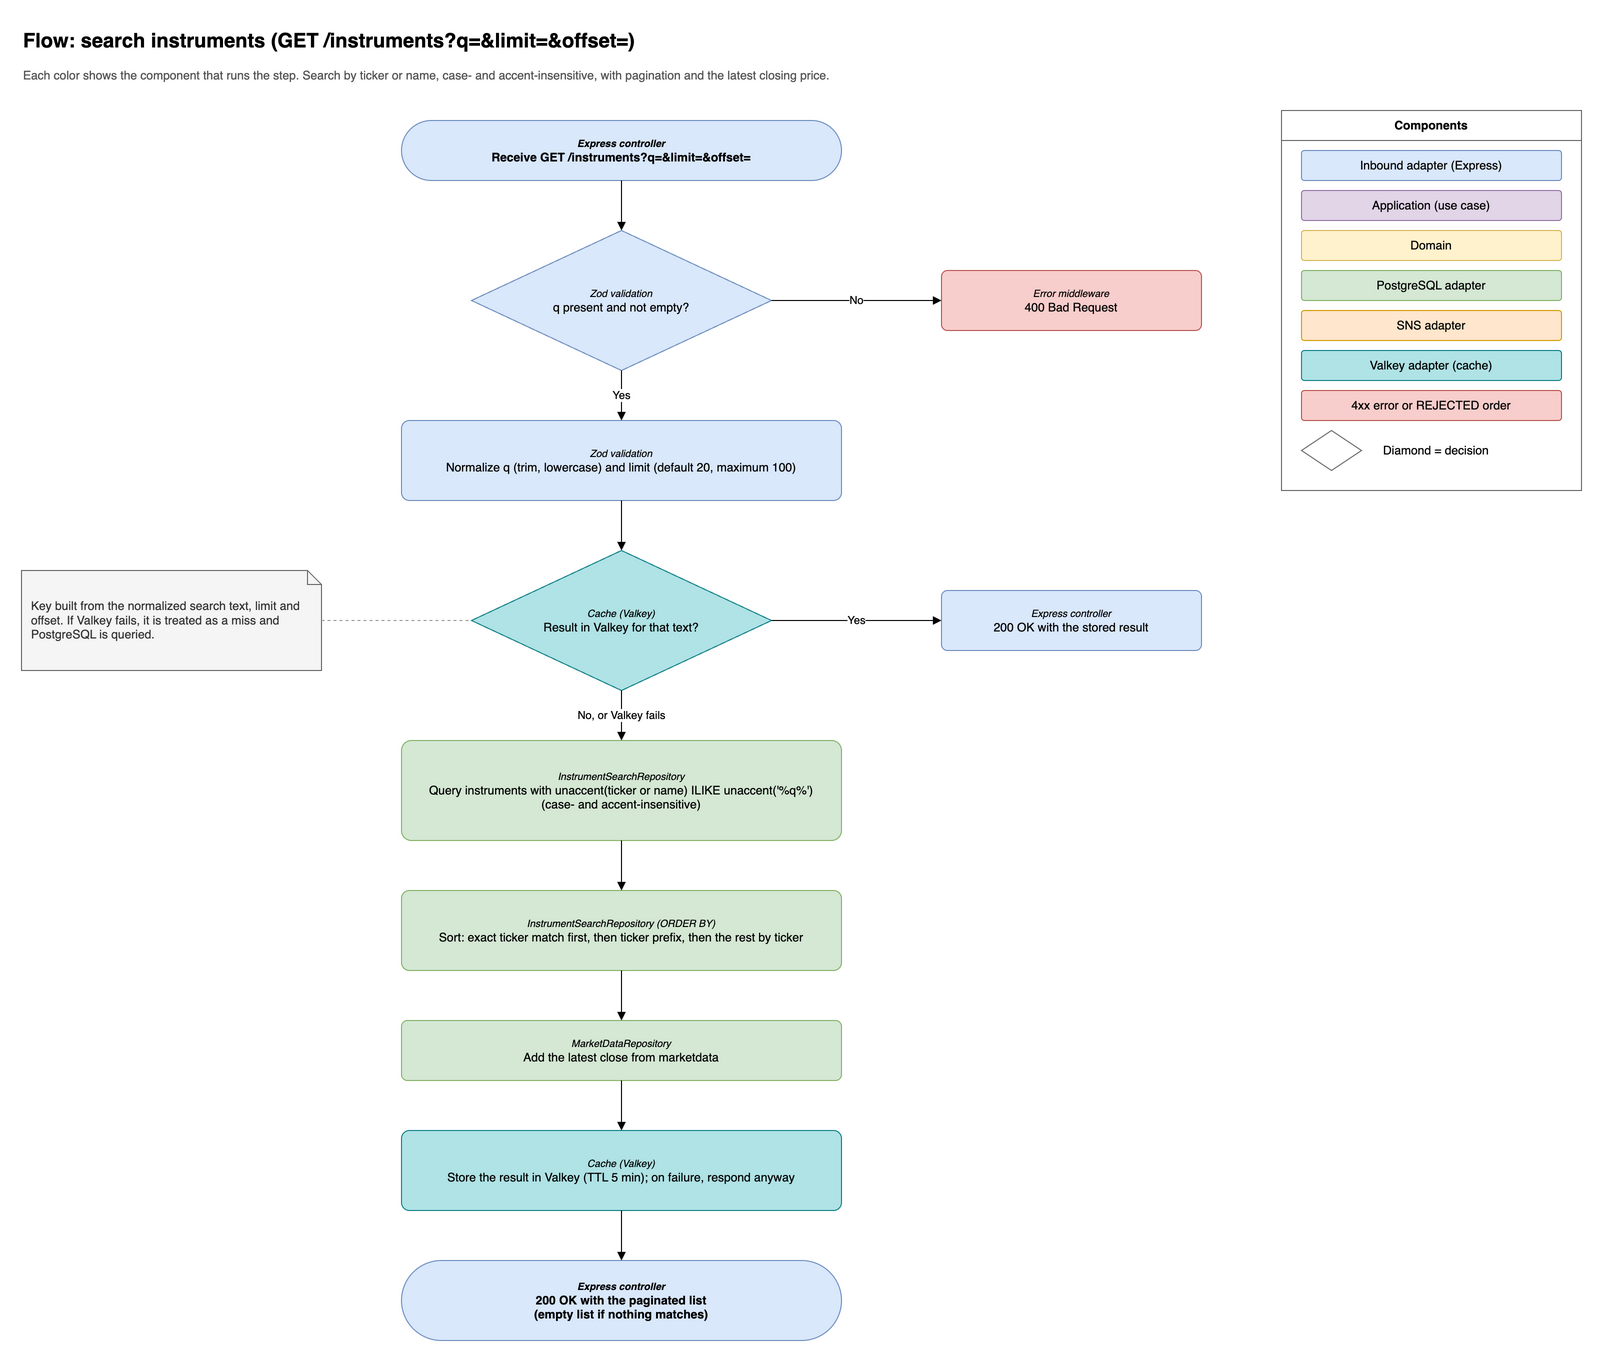 Flow: search instruments (GET /instruments?q=&limit=&offset=)
Each color shows the component that runs the step. Search by ticker or name, case- and accent-insensitive, with pagination and the latest closing price.
Express controller
Receive GET /instruments?q=&limit=&offset=
Zod validation
q present and not empty?
No
Error middleware
400 Bad Request
Yes
Zod validation
Normalize q (trim, lowercase) and limit (default 20, maximum 100)
Key built from the normalized search text, limit and
offset. If Valkey fails, it is treated as a miss and
PostgreSQL is queried.
Cache (Valkey)
Result in Valkey for that text?
Yes
Express controller
200 OK with the stored result
No, or Valkey fails
InstrumentSearchRepository
Query instruments with unaccent(ticker or name) ILIKE unaccent('%q%')
(case- and accent-insensitive)
InstrumentSearchRepository (ORDER BY)
Sort: exact ticker match first, then ticker prefix, then the rest by ticker
MarketDataRepository
Add the latest close from marketdata
Cache (Valkey)
Store the result in Valkey (TTL 5 min); on failure, respond anyway
Express controller
200 OK with the paginated list
(empty list if nothing matches)
Components
Inbound adapter (Express)
Application (use case)
Domain
PostgreSQL adapter
SNS adapter
Valkey adapter (cache)
4xx error or REJECTED order
Diamond = decision